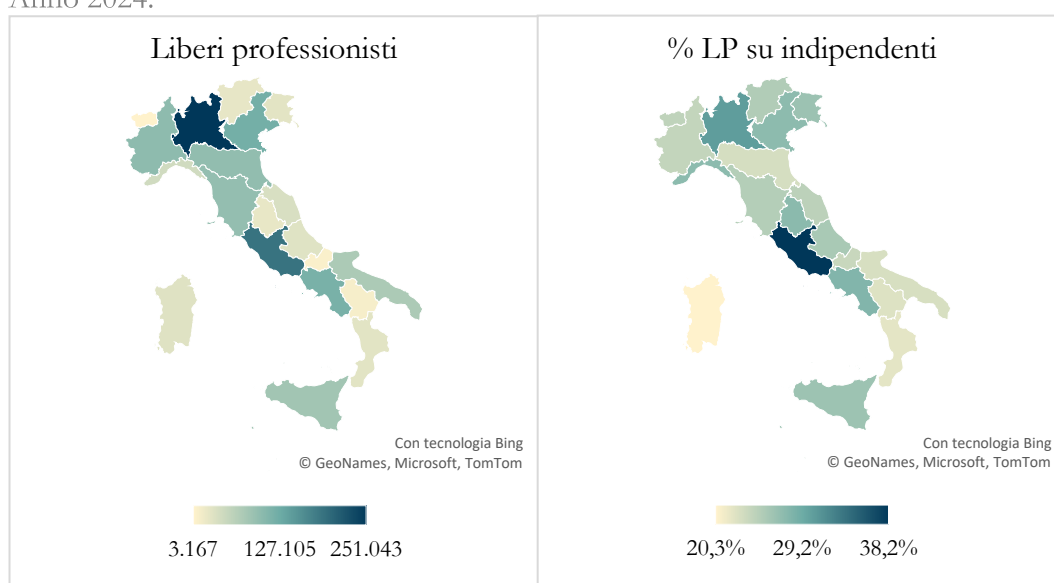 Anno 2024.
Liberi professionisti
Con tecnologia Bing
© GeoNames, Microsoft, TomTom
3.167 127.105 251.043
% LP su indipendenti
Con tecnologia Bing
© GeoNames, Microsoft, TomTom
20,3% 29,2% 38,2%